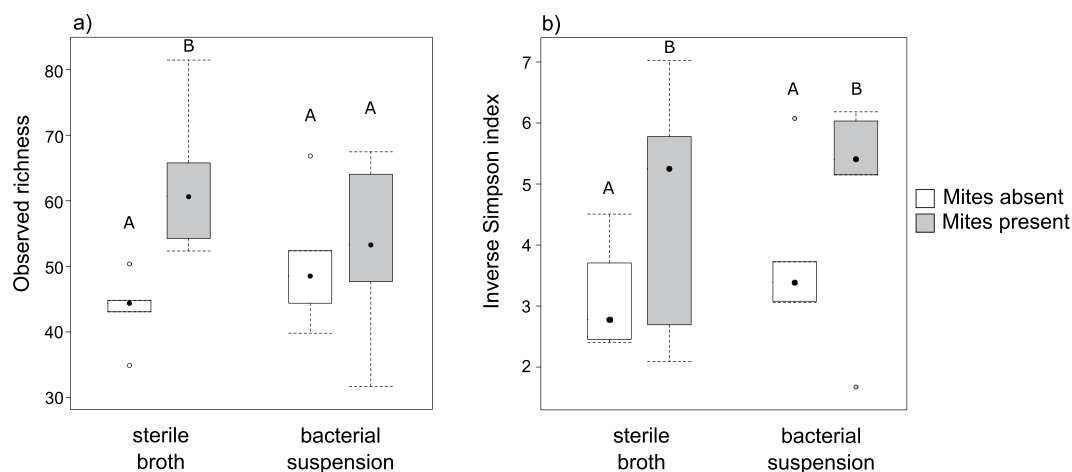 a)
Observed richness
80
70
60
50
40
30
A
B
A
A
sterile
broth
bacterial
suspension
b)
Inverse Simpson index
7
6
5
4
3
2
A
B
A
B
sterile
broth
bacterial
suspension
Mites absent
Mites present